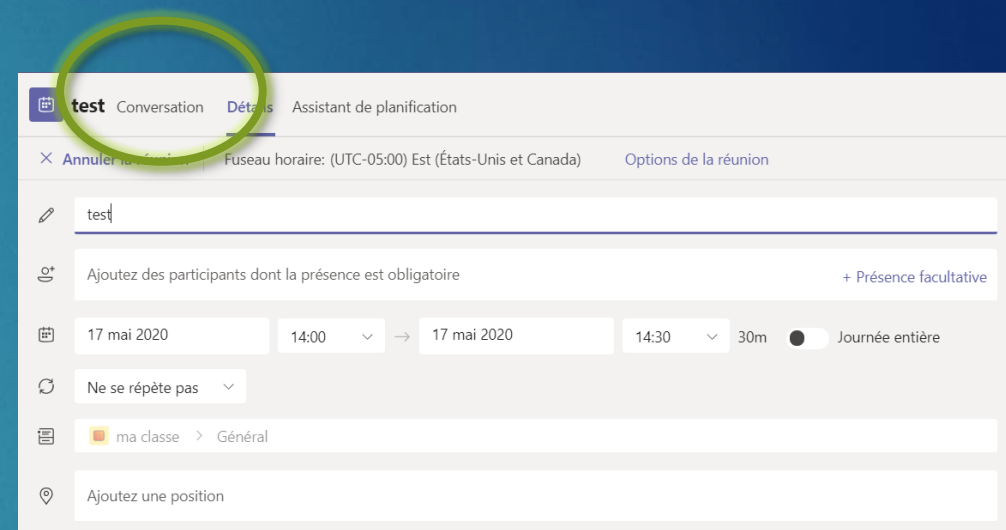 test Conversation Détails Assistant de planification
Annuler la réunion Fuseau horaire: (UTC-05:00) Est (États-Unis et Canada) Options de la réunion
test
Ajoutez des participants dont la présence est obligatoire + Présence facultative
17 mai 2020 14:00 → 17 mai 2020 14:30 30m Journée entière
Ne se répète pas
ma classe > Général
Ajoutez une position